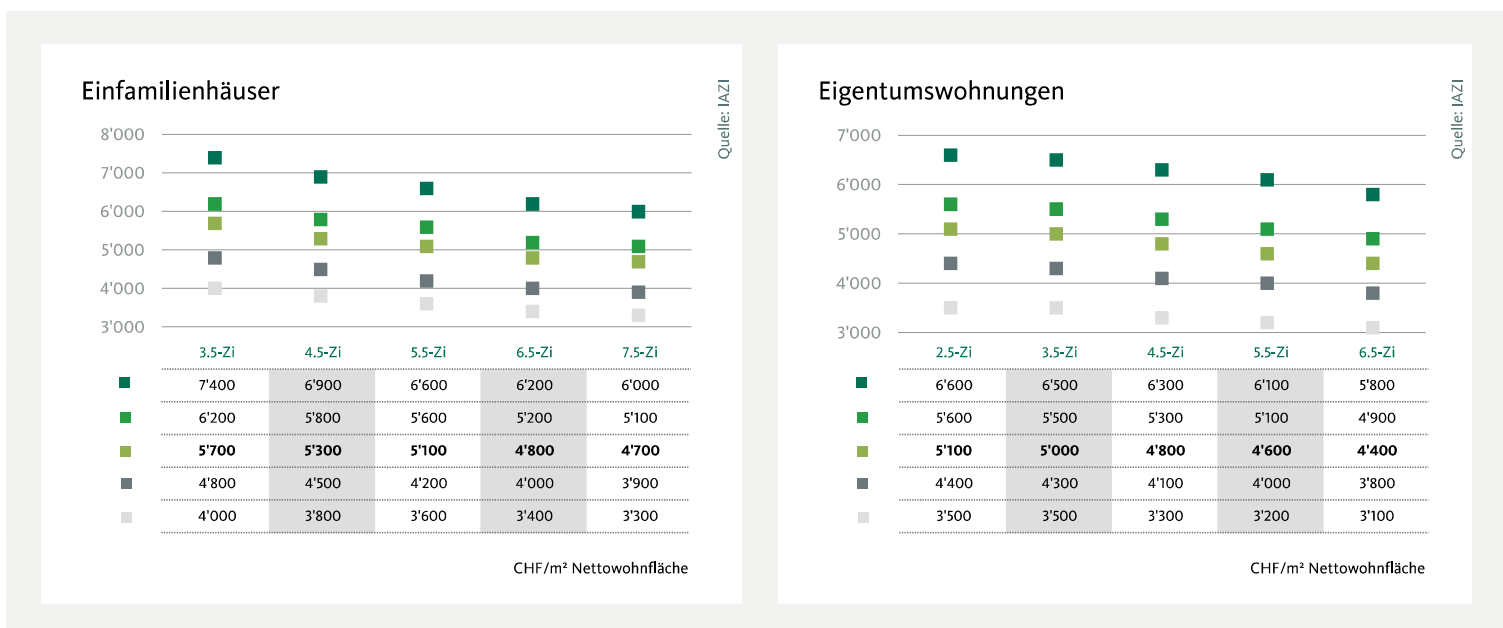 Einfamilienhäuser
Quelle: IAZI
8'000
7'000
6'000
5'000
4'000
3'000
3.5-Zi 4.5-Zi 5.5-Zi 6.5-Zi 7.5-Zi
7'400 6'900 6'600 6'200 6'000
6'200 5'800 5'600 5'200 5'100
5'700 5'300 5'100 4'800 4'700
4'800 4'500 4'200 4'000 3'900
4'000 3'800 3'600 3'400 3'300
CHF/m² Nettowohnfläche
Eigentumswohnungen
Quelle: IAZI
7'000
6'000
5'000
4'000
3'000
2.5-Zi 3.5-Zi 4.5-Zi 5.5-Zi 6.5-Zi
6'600 6'500 6'300 6'100 5'800
5'600 5'500 5'300 5'100 4'900
5'100 5'000 4'800 4'600 4'400
4'400 4'300 4'100 4'000 3'800
3'500 3'500 3'300 3'200 3'100
CHF/m² Nettowohnfläche